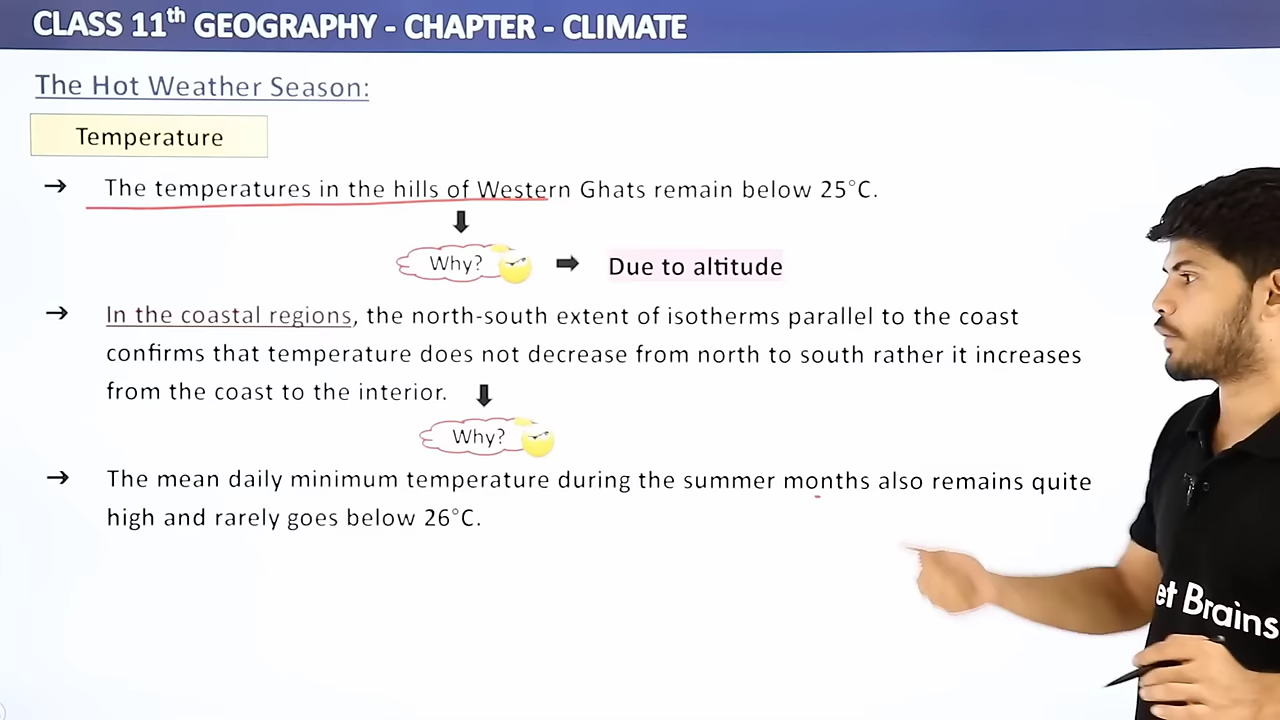 CLASS 11th GEOGRAPHY - CHAPTER - CLIMATE
The Hot Weather Season:
Temperature
→ The temperatures in the hills of Western Ghats remain below 25°C.
Why? Due to altitude
→ In the coastal regions, the north-south extent of isotherms parallel to the coast
confirms that temperature does not decrease from north to south rather it increases
from the coast to the interior.
Why?
→ The mean daily minimum temperature during the summer months also remains quite
high and rarely goes below 26°C.
et Brains